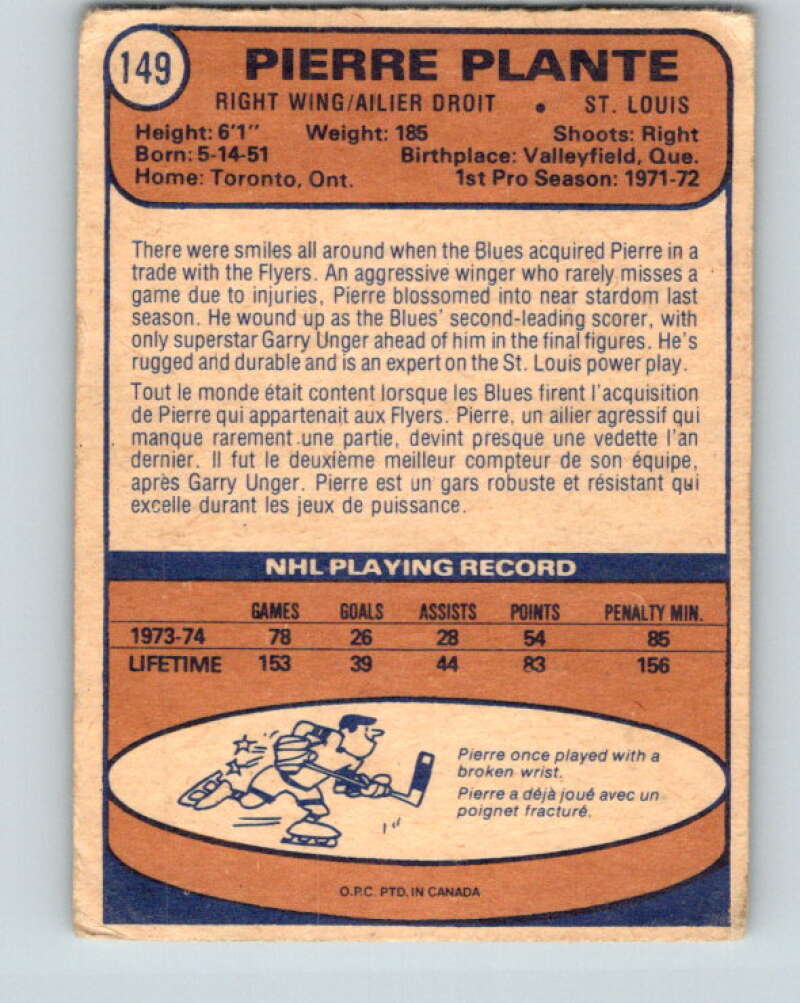 149
PIERRE PLANTE
RIGHT WING/AILIER DROIT • ST. LOUIS
Height: 6'1" Weight: 185 Shoots: Right
Born: 5-14-51 Birthplace: Valleyfield, Que.
Home: Toronto, Ont. 1st Pro Season: 1971-72
There were smiles all around when the Blues acquired Pierre in a
trade with the Flyers. An aggressive winger who rarely misses a
game due to injuries, Pierre blossomed into near stardom last
season. He wound up as the Blues' second-leading scorer, with
only superstar Garry Unger ahead of him in the final figures. He's
rugged and durable and is an expert on the St. Louis power play.
Tout le monde était content lorsque les Blues firent l'acquisition
de Pierre qui appartenait aux Flyers. Pierre, un ailier agressif qui
manque rarement une partie, devint presque une vedette l'an
dernier. Il fut le deuxième meilleur compteur de son équipe,
après Garry Unger. Pierre est un gars robuste et résistant qui
excelle durant les jeux de puissance.
NHL PLAYING RECORD
GAMES GOALS ASSISTS POINTS PENALTY MIN.
1973-74 78 26 28 54 85
LIFETIME 153 39 44 83 156
Pierre once played with a
broken wrist.
Pierre a déjà joué avec un
poignet fracturé.
O.P.C. PTD. IN CANADA